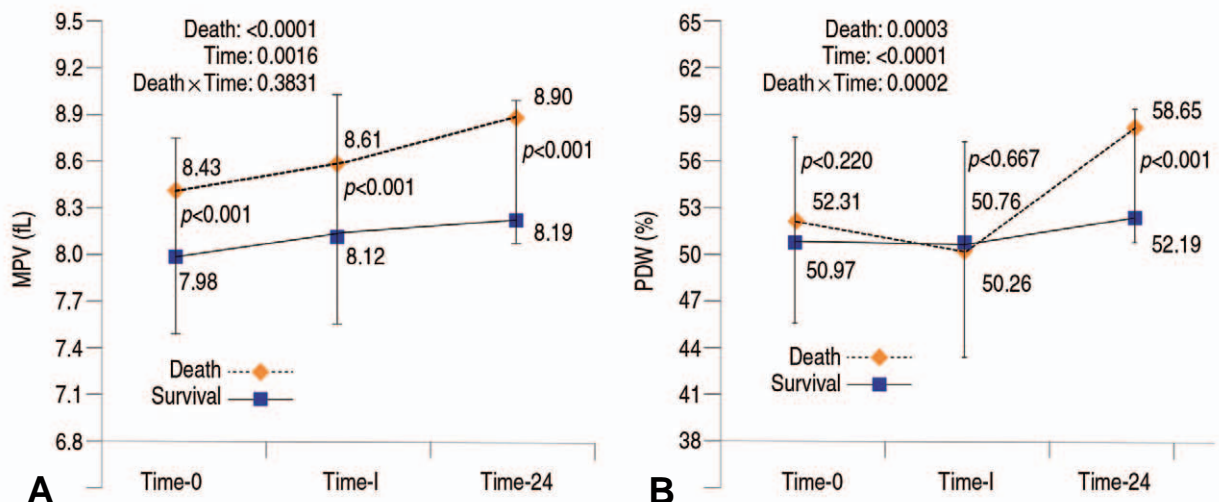 9.5
9.2
8.9
8.6
8.3
8.0
7.7
7.4
7.1
6.8
MPV (fL)
Death: <0.0001
Time: 0.0016
Death × Time: 0.3831
8.43
8.61
8.90
p<0.001
p<0.001
p<0.001
7.98
8.12
8.19
Death
Survival
Time-0
Time-I
Time-24
A
65
62
59
56
53
50
47
44
41
38
PDW (%)
Death: 0.0003
Time: <0.0001
Death × Time: 0.0002
58.65
p<0.220
p<0.667
p<0.001
52.31
50.76
50.97
50.26
52.19
Death
Survival
Time-0
Time-I
Time-24
B